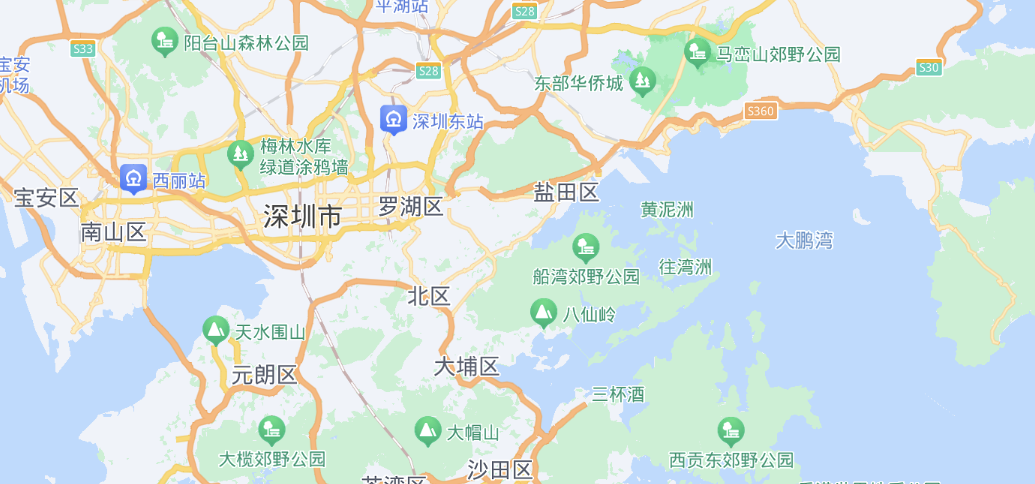 平湖站
S28
S33
阳台山森林公园
宝安
机场
S28
马峦山郊野公园
S30
东部华侨城
S360
深圳东站
梅林水库
绿道涂鸦墙
西丽站
宝安区
盐田区
罗湖区
深圳市
黄泥洲
南山区
大鹏湾
船湾郊野公园
往湾洲
北区
八仙岭
天水围山
元朗区
大埔区
三杯酒
大帽山
大榄郊野公园
沙田区
西贡东郊野公园